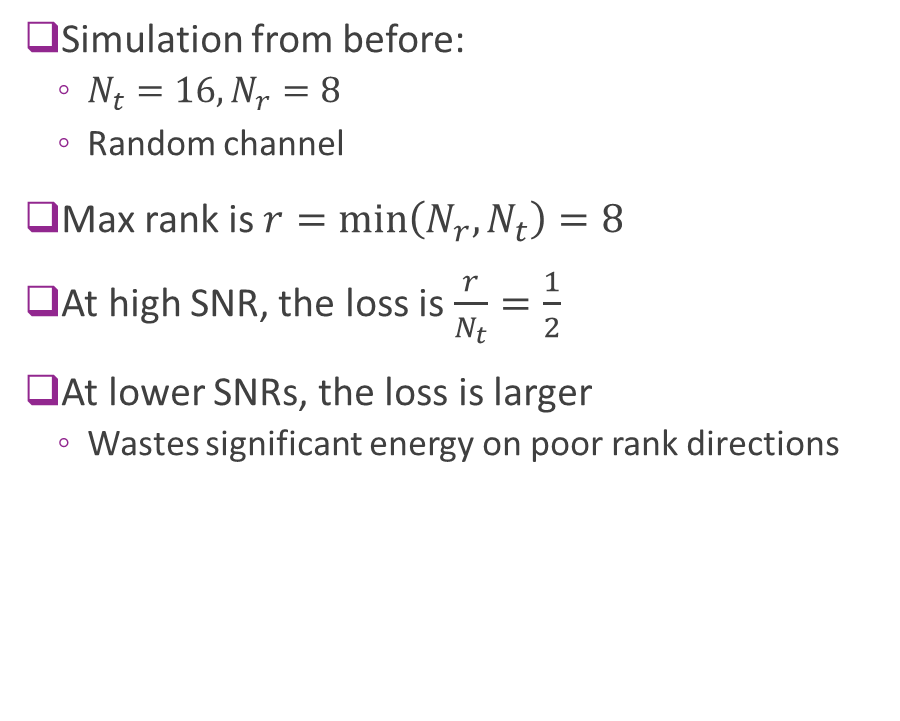 ❑Simulation from before:
◦ N_t = 16, N_r = 8
◦ Random channel
❑Max rank is r = min(N_r, N_t) = 8
❑At high SNR, the loss is r/N_t = 1/2
❑At lower SNRs, the loss is larger
◦ Wastes significant energy on poor rank directions